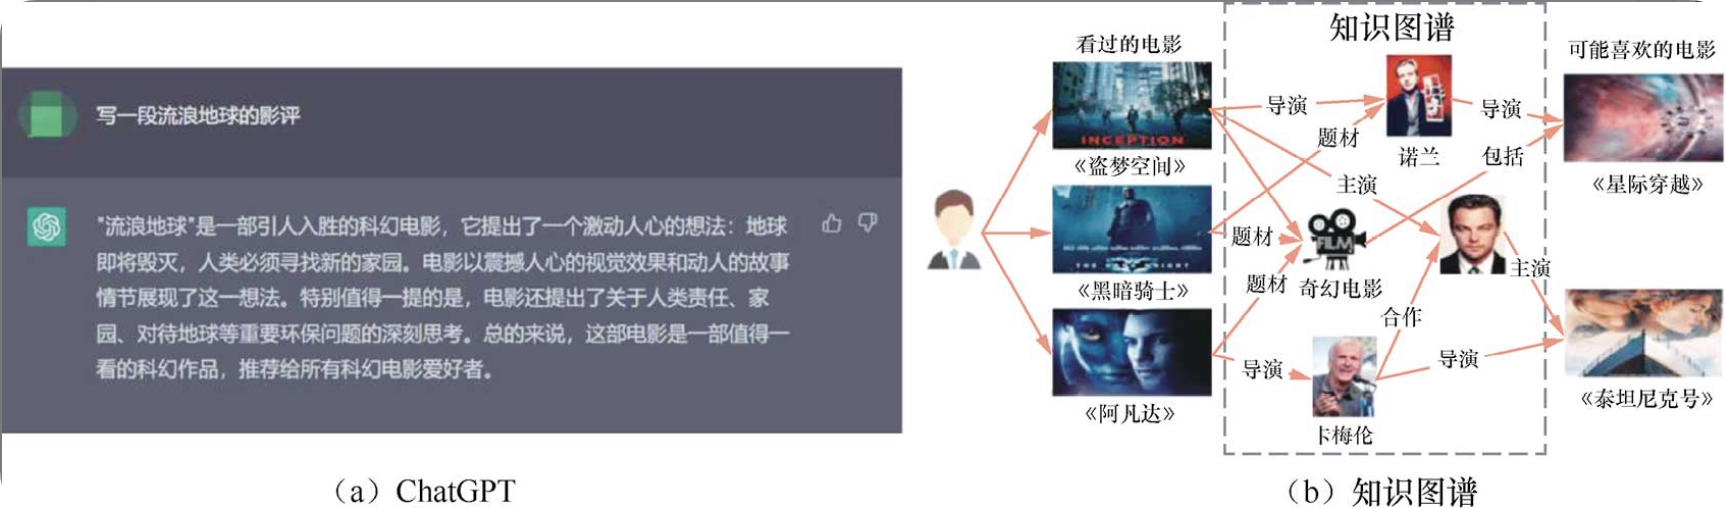 写一段流浪地球的影评
"流浪地球"是一部引人入胜的科幻电影，它提出了一个激动人心的想法：地球
即将毁灭，人类必须寻找新的家园。电影以震撼人心的视觉效果和动人的故事
情节展现了这一想法。特别值得一提的是，电影还提出了关于人类责任、家
园、对待地球等重要环保问题的深刻思考。总的来说，这部电影是一部值得一
看的科幻作品，推荐给所有科幻电影爱好者。
（a）ChatGPT
知识图谱
看过的电影
可能喜欢的电影
INCEPTION
《盗梦空间》
导演
题材
诺兰
导演
包括
《星际穿越》
主演
《黑暗骑士》
题材
FILM
题材
奇幻电影
主演
合作
《阿凡达》
导演
卡梅伦
导演
《泰坦尼克号》
（b）知识图谱